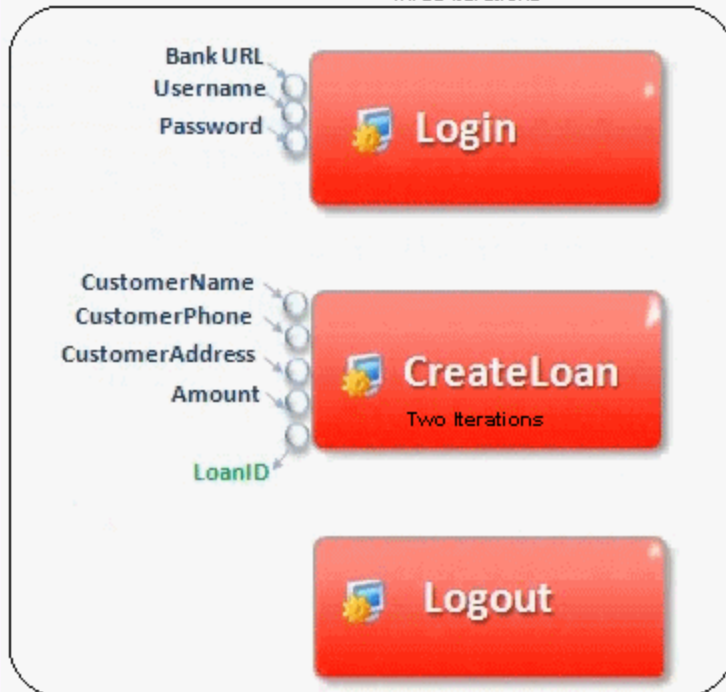 Bank URL
Username
Password
Login
CustomerName
CustomerPhone
CustomerAddress
Amount
LoanID
CreateLoan
Two Iterations
Logout